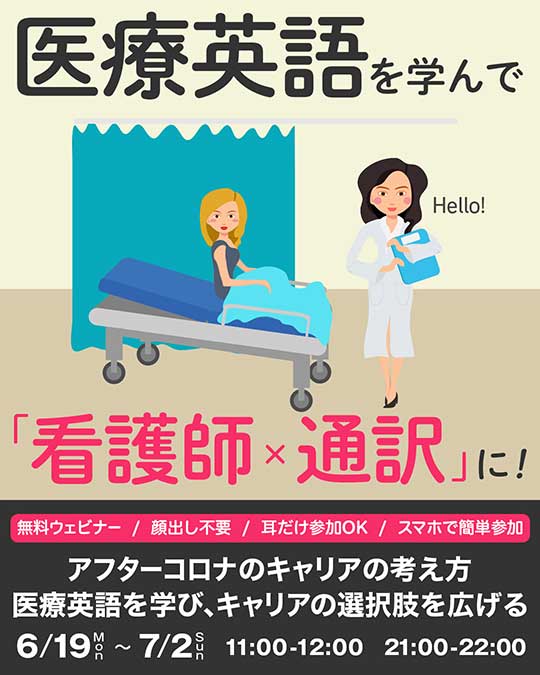 医療英語を学んで
Hello!
「看護師×通訳」に!
無料ウェビナー / 顔出し不要 / 耳だけ参加OK / スマホで簡単参加
アフターコロナのキャリアの考え方
医療英語を学び、キャリアの選択肢を広げる
6/19 Mon ～ 7/2 Sun 11:00-12:00 21:00-22:00